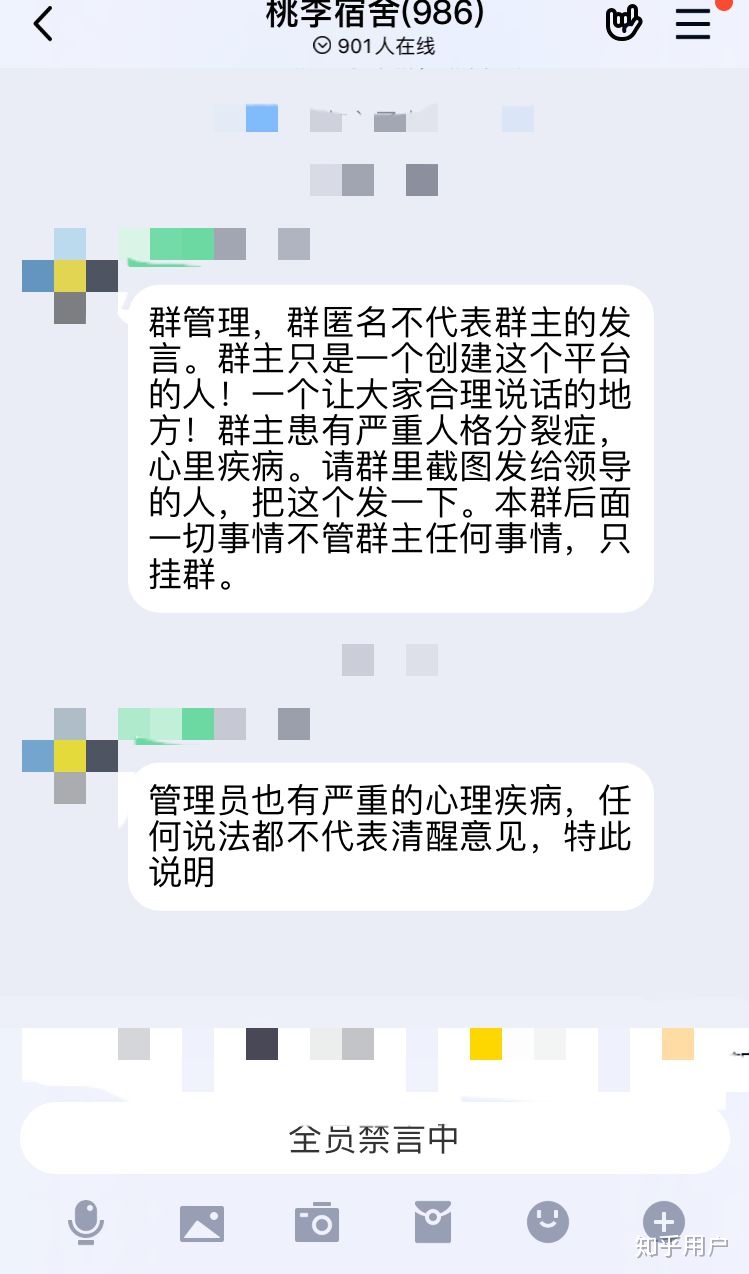 桃李宿舍(986)
901人在线
群管理，群匿名不代表群主的发
言。群主只是一个创建这个平台
的人！一个让大家合理说话的地
方！群主患有严重人格分裂症，
心里疾病。请群里截图发给领导
的人，把这个发一下。本群后面
一切事情不管群主任何事情，只
挂群。
管理员也有严重的心理疾病，任
何说法都不代表清醒意见，特此
说明
全员禁言中
知乎用户